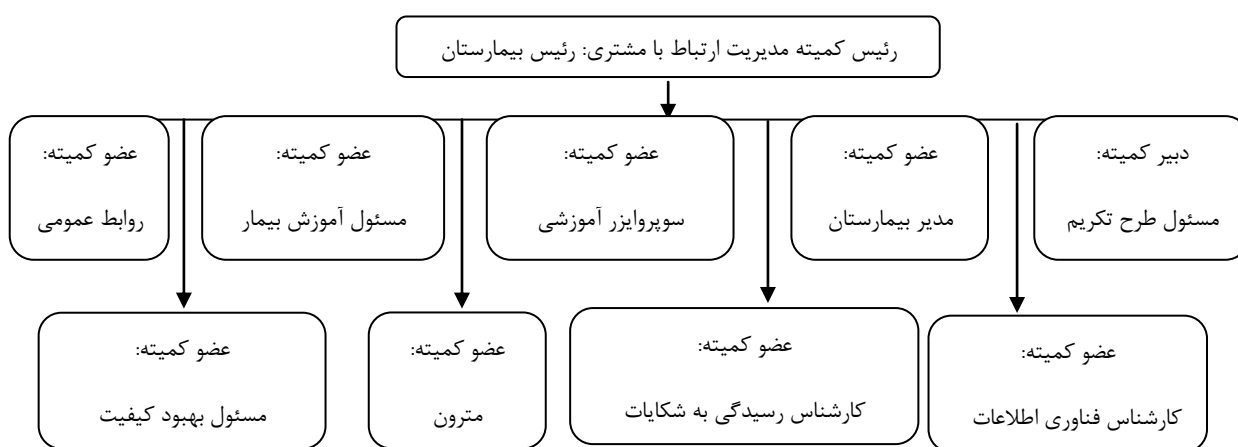 رئیس کمیته مدیریت ارتباط با مشتری: رئیس بیمارستان
دبیر کمیته:
مسئول طرح تکریم
عضو کمیته:
مدیر بیمارستان
عضو کمیته:
سوپروایزر آموزشی
عضو کمیته:
مسئول آموزش بیمار
عضو کمیته:
روابط عمومی
عضو کمیته:
کارشناس فناوری اطلاعات
عضو کمیته:
کارشناس رسیدگی به شکایات
عضو کمیته:
مترون
عضو کمیته:
مسئول بهبود کیفیت